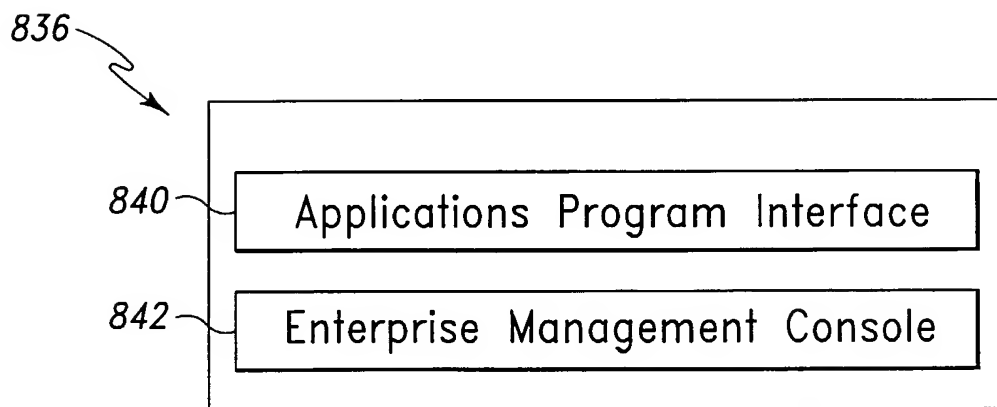 836
840 Applications Program Interface
842 Enterprise Management Console